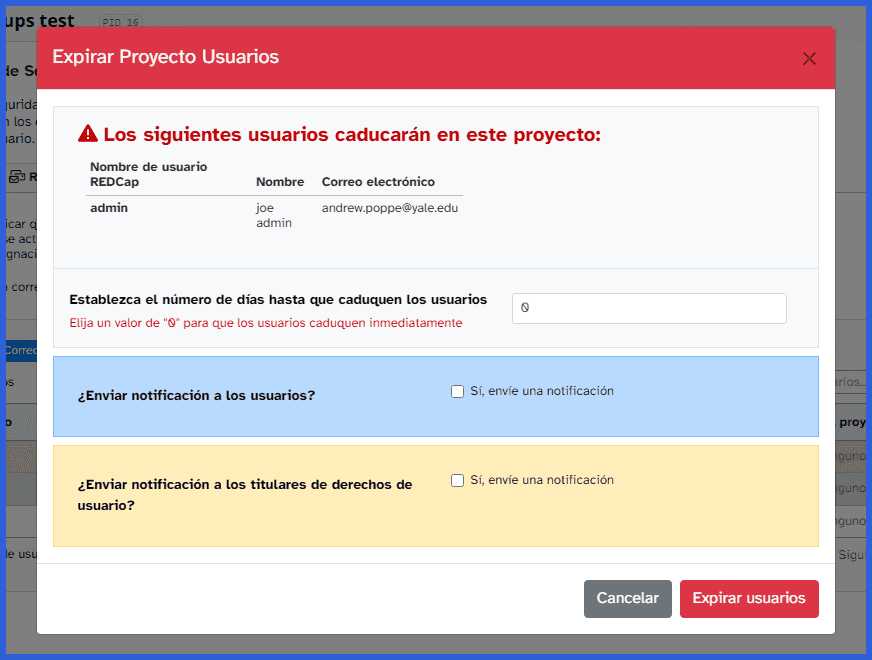 ups test PID 16
Expirar Proyecto Usuarios
Los siguientes usuarios caducarán en este proyecto:
Nombre de usuario
REDCap Nombre Correo electrónico
admin joe andrew.poppe@yale.edu
admin
Establezca el número de días hasta que caduquen los usuarios
0
Elija un valor de "0" para que los usuarios caduquen inmediatamente
¿Enviar notificación a los usuarios?
Sí, envíe una notificación
¿Enviar notificación a los titulares de derechos de
usuario?
Sí, envíe una notificación
Cancelar
Expirar usuarios